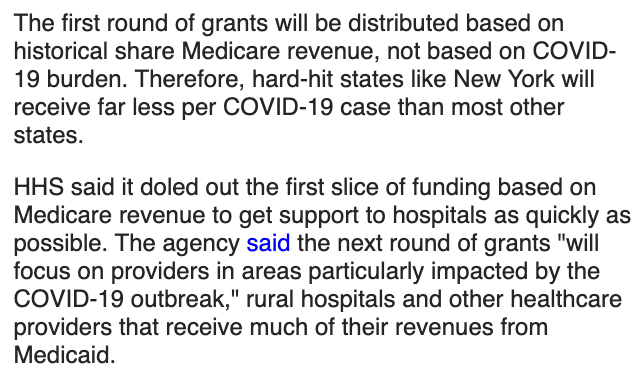 The first round of grants will be distributed based on
historical share Medicare revenue, not based on COVID-
19 burden. Therefore, hard-hit states like New York will
receive far less per COVID-19 case than most other
states.
HHS said it doled out the first slice of funding based on
Medicare revenue to get support to hospitals as quickly as
possible. The agency said the next round of grants "will
focus on providers in areas particularly impacted by the
COVID-19 outbreak," rural hospitals and other healthcare
providers that receive much of their revenues from
Medicaid.